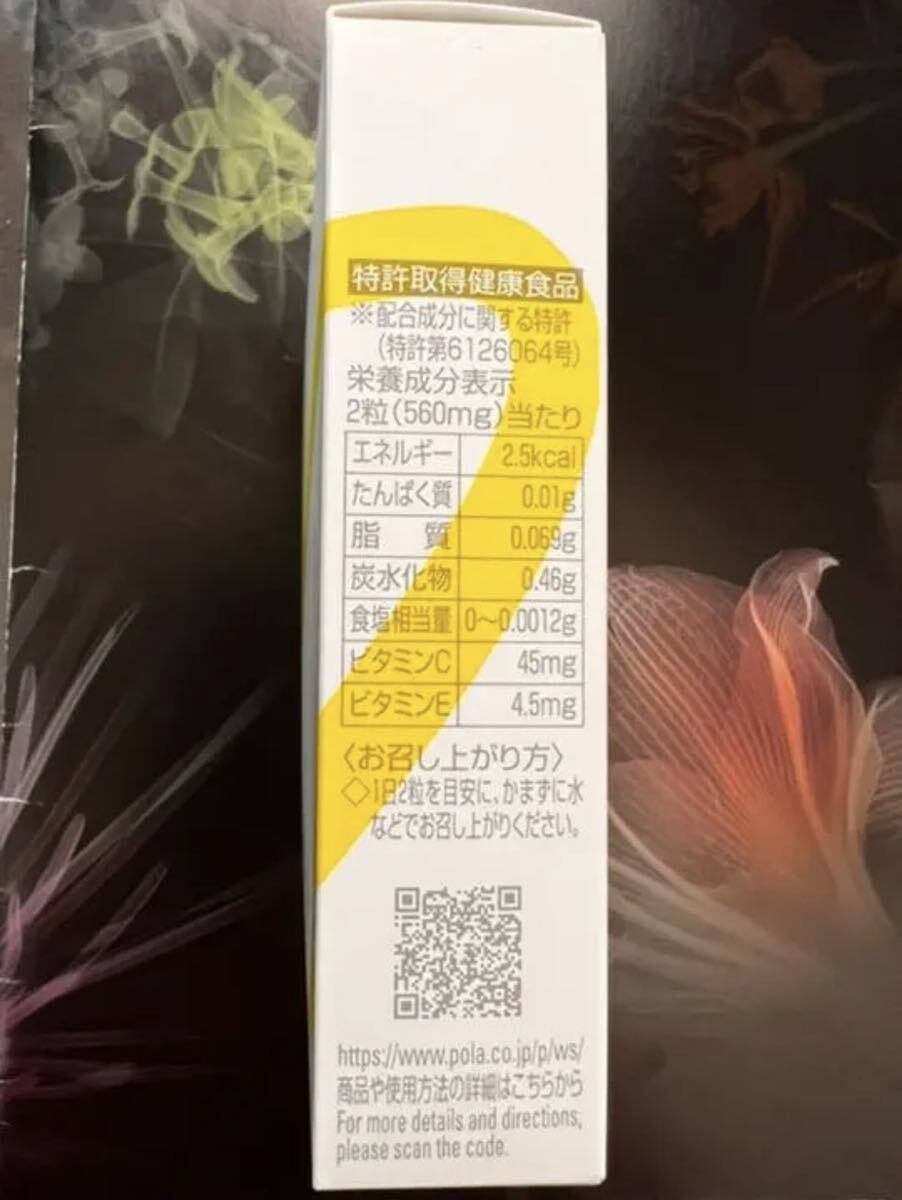 特許取得健康食品
※配合成分に関する特許
(特許第6126064号)
栄養成分表示
2粒(560mg)当たり
エネルギー 2.5kcal
たんぱく質 0.01g
脂 質 0.069g
炭水化物 0.46g
食塩相当量 0〜0.0012g
ビタミンC 45mg
ビタミンE 4.5mg
〈お召し上がり方〉
◇1日2粒を目安に、かまずに水
などでお召し上がりください。
https://www.pola.co.jp/p/ws/
商品や使用方法の詳細はこちらから
For more details and directions,
please scan the code.